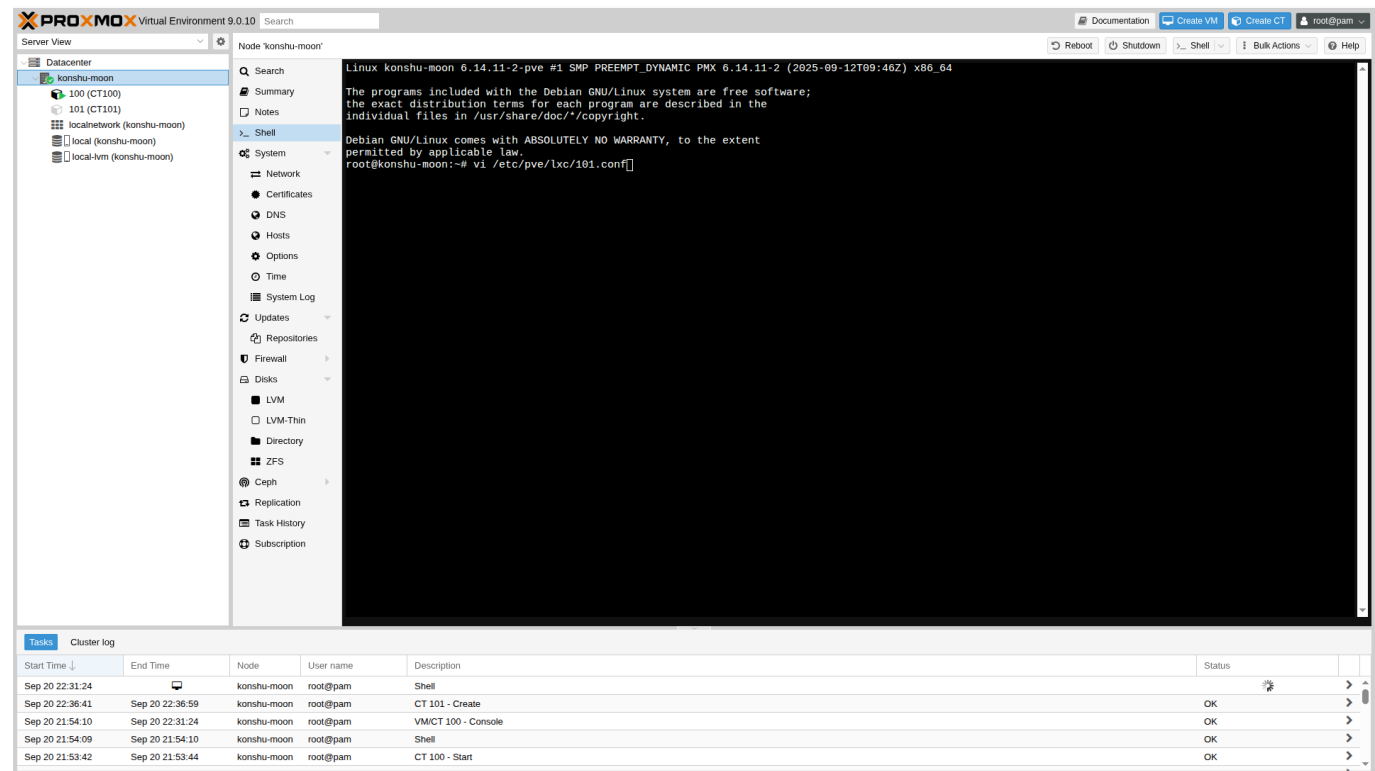 PROXMOX Virtual Environment 9.0.10 Search Documentation Create VM Create CT root@pam
Server View
Datacenter
konshu-moon
100 (CT100)
101 (CT101)
localnetwork (konshu-moon)
local (konshu-moon)
local-lvm (konshu-moon)
Node 'konshu-moon' Reboot Shutdown >_ Shell Bulk Actions Help
Search
Summary
Notes
>_ Shell
System
Network
Certificates
DNS
Hosts
Options
Time
System Log
Updates
Repositories
Firewall
Disks
LVM
LVM-Thin
Directory
ZFS
Ceph
Replication
Task History
Subscription
Linux konshu-moon 6.14.11-2-pve #1 SMP PREEMPT_DYNAMIC PMX 6.14.11-2 (2025-09-12T09:46Z) x86_64
The programs included with the Debian GNU/Linux system are free software;
the exact distribution terms for each program are described in the
individual files in /usr/share/doc/*/copyright.
Debian GNU/Linux comes with ABSOLUTELY NO WARRANTY, to the extent
permitted by applicable law.
root@konshu-moon:~# vi /etc/pve/lxc/101.conf
Tasks Cluster log
Start Time ↓ End Time Node User name Description Status
Sep 20 22:31:24 konshu-moon root@pam Shell
Sep 20 22:36:41 Sep 20 22:36:59 konshu-moon root@pam CT 101 - Create OK
Sep 20 21:54:10 Sep 20 22:31:24 konshu-moon root@pam VM/CT 100 - Console OK
Sep 20 21:54:09 Sep 20 21:54:10 konshu-moon root@pam Shell OK
Sep 20 21:53:42 Sep 20 21:53:44 konshu-moon root@pam CT 100 - Start OK